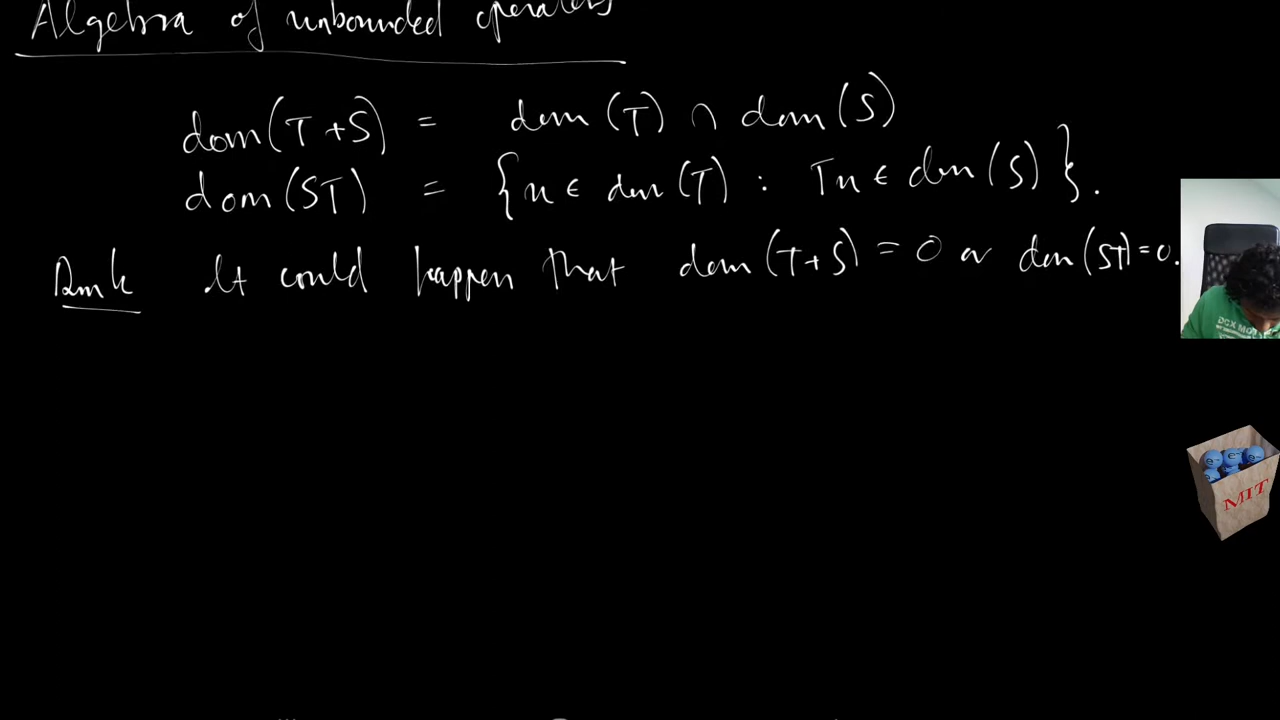 Algebra of unbounded operators
dom(T+S) = dom(T) ∩ dom(S)
dom(ST) = {u ∈ dom(T) : Tu ∈ dom(S)}.
Rmk It could happen that dom(T+S) = 0 or dom(ST)=0.
MIT